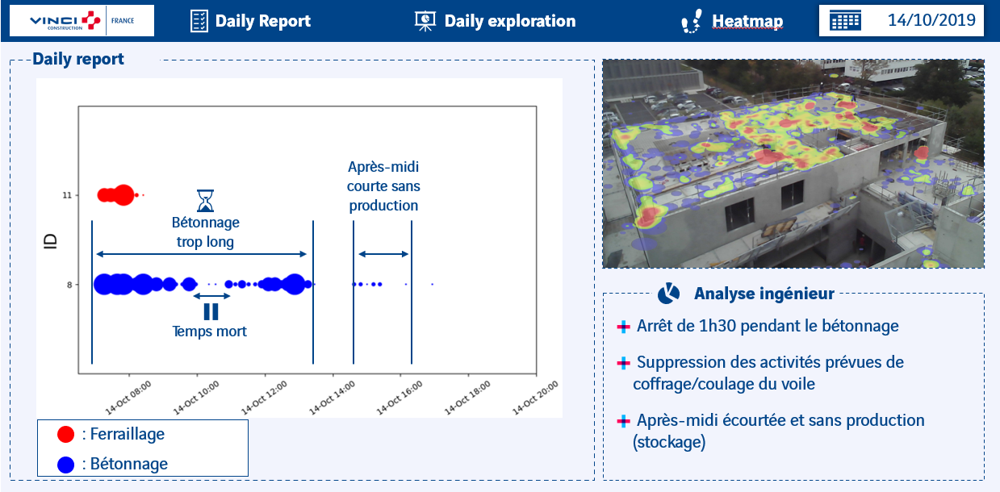 VINCI
CONSTRUCTION
FRANCE
Daily Report
Daily exploration
Heatmap
14/10/2019
Daily report
Après-midi
courte sans
production
11
Bétonnage
trop long
ID
8
Temps mort
14-Oct 08:00
14-Oct 10:00
14-Oct 12:00
14-Oct 14:00
14-Oct 16:00
14-Oct 18:00
14-Oct 20:00
: Ferraillage
: Bétonnage
Analyse ingénieur
Arrêt de 1h30 pendant le bétonnage
Suppression des activités prévues de
coffrage/coulage du voile
Après-midi écourtée et sans production
(stockage)